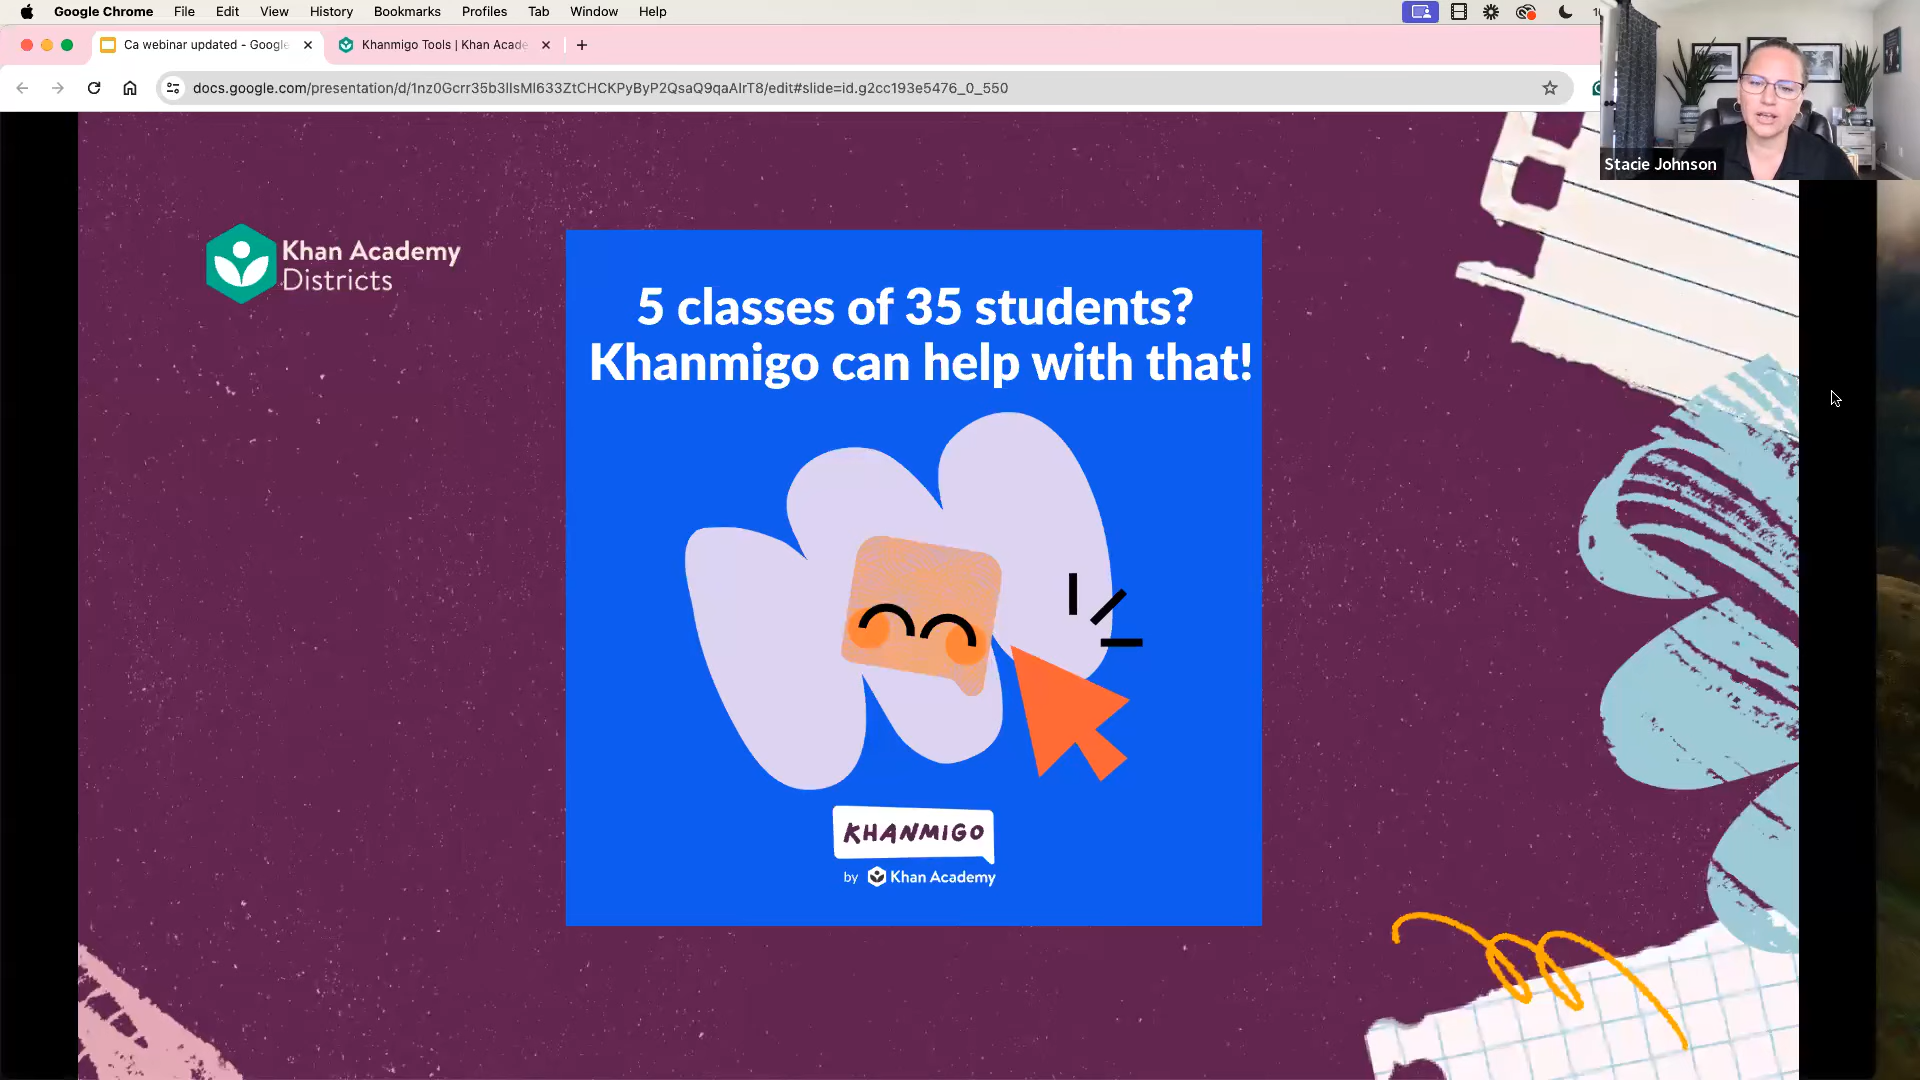 Google Chrome File Edit View History Bookmarks Profiles Tab Window Help
Ca webinar updated - Google
Khanmigo Tools | Khan Acade
docs.google.com/presentation/d/1nz0Gcrr35b3lIsMI633ZtCHCKPyByP2QsaQ9qaAIrT8/edit#slide=id.g2cc193e5476_0_550
Stacie Johnson
Khan Academy
Districts
5 classes of 35 students?
Khanmigo can help with that!
KHANMIGO
by Khan Academy